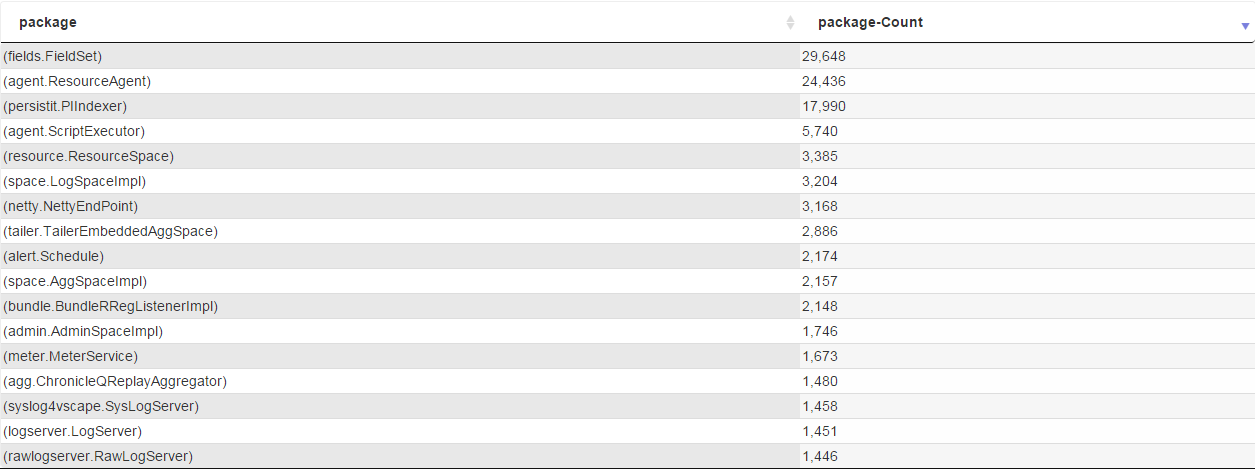 package package-Count
(fields.FieldSet) 29,648
(agent.ResourceAgent) 24,436
(persistit.PIIndexer) 17,990
(agent.ScriptExecutor) 5,740
(resource.ResourceSpace) 3,385
(space.LogSpaceImpl) 3,204
(netty.NettyEndPoint) 3,168
(tailer.TailerEmbeddedAggSpace) 2,886
(alert.Schedule) 2,174
(space.AggSpaceImpl) 2,157
(bundle.BundleRRegListenerImpl) 2,148
(admin.AdminSpaceImpl) 1,746
(meter.MeterService) 1,673
(agg.ChronicleQReplayAggregator) 1,480
(syslog4vscape.SysLogServer) 1,458
(logserver.LogServer) 1,451
(rawlogserver.RawLogServer) 1,446